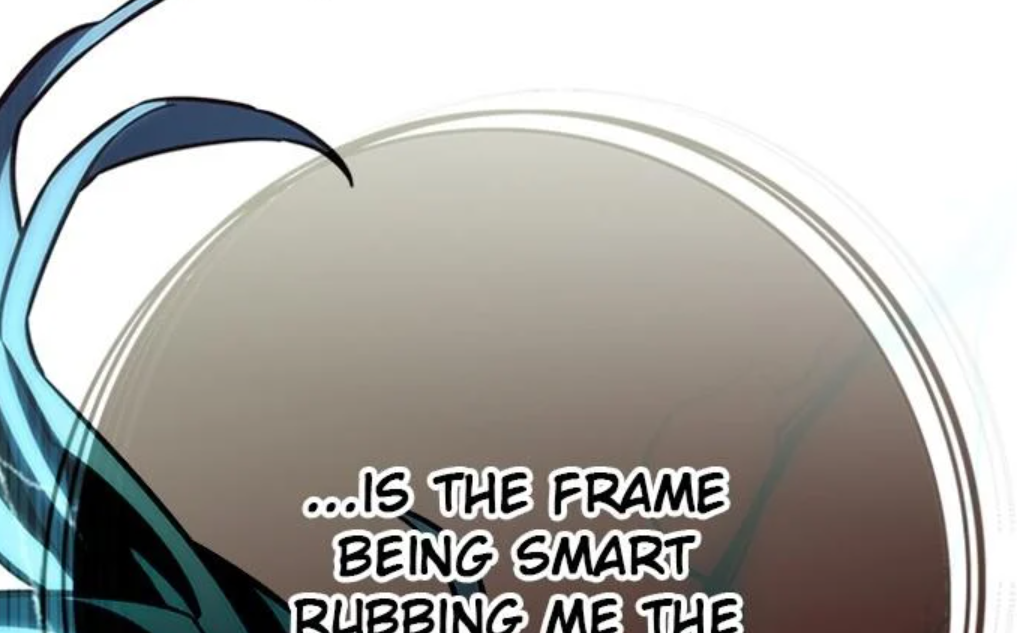 ...IS THE FRAME
BEING SMART
RUBBING ME THE